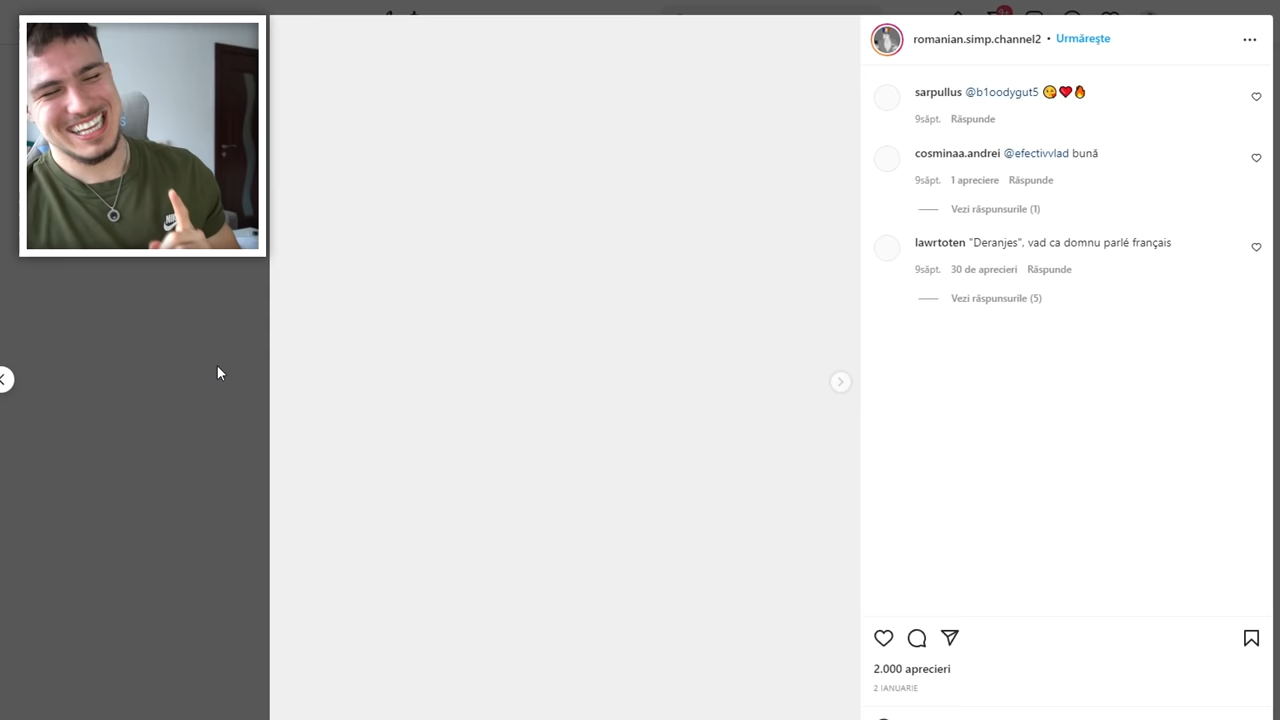 romanian.simp.channel2 • Urmărește
sarpullus @b1oodygut5 😘❤️🔥
9săpt. Răspunde
cosminaa.andrei @efectivvlad bună
9săpt. 1 apreciere Răspunde
Vezi răspunsurile (1)
lawrtoten "Deranjes", vad ca domnu parlé français
9săpt. 30 de aprecieri Răspunde
Vezi răspunsurile (5)
2.000 aprecieri
2 IANUARIE